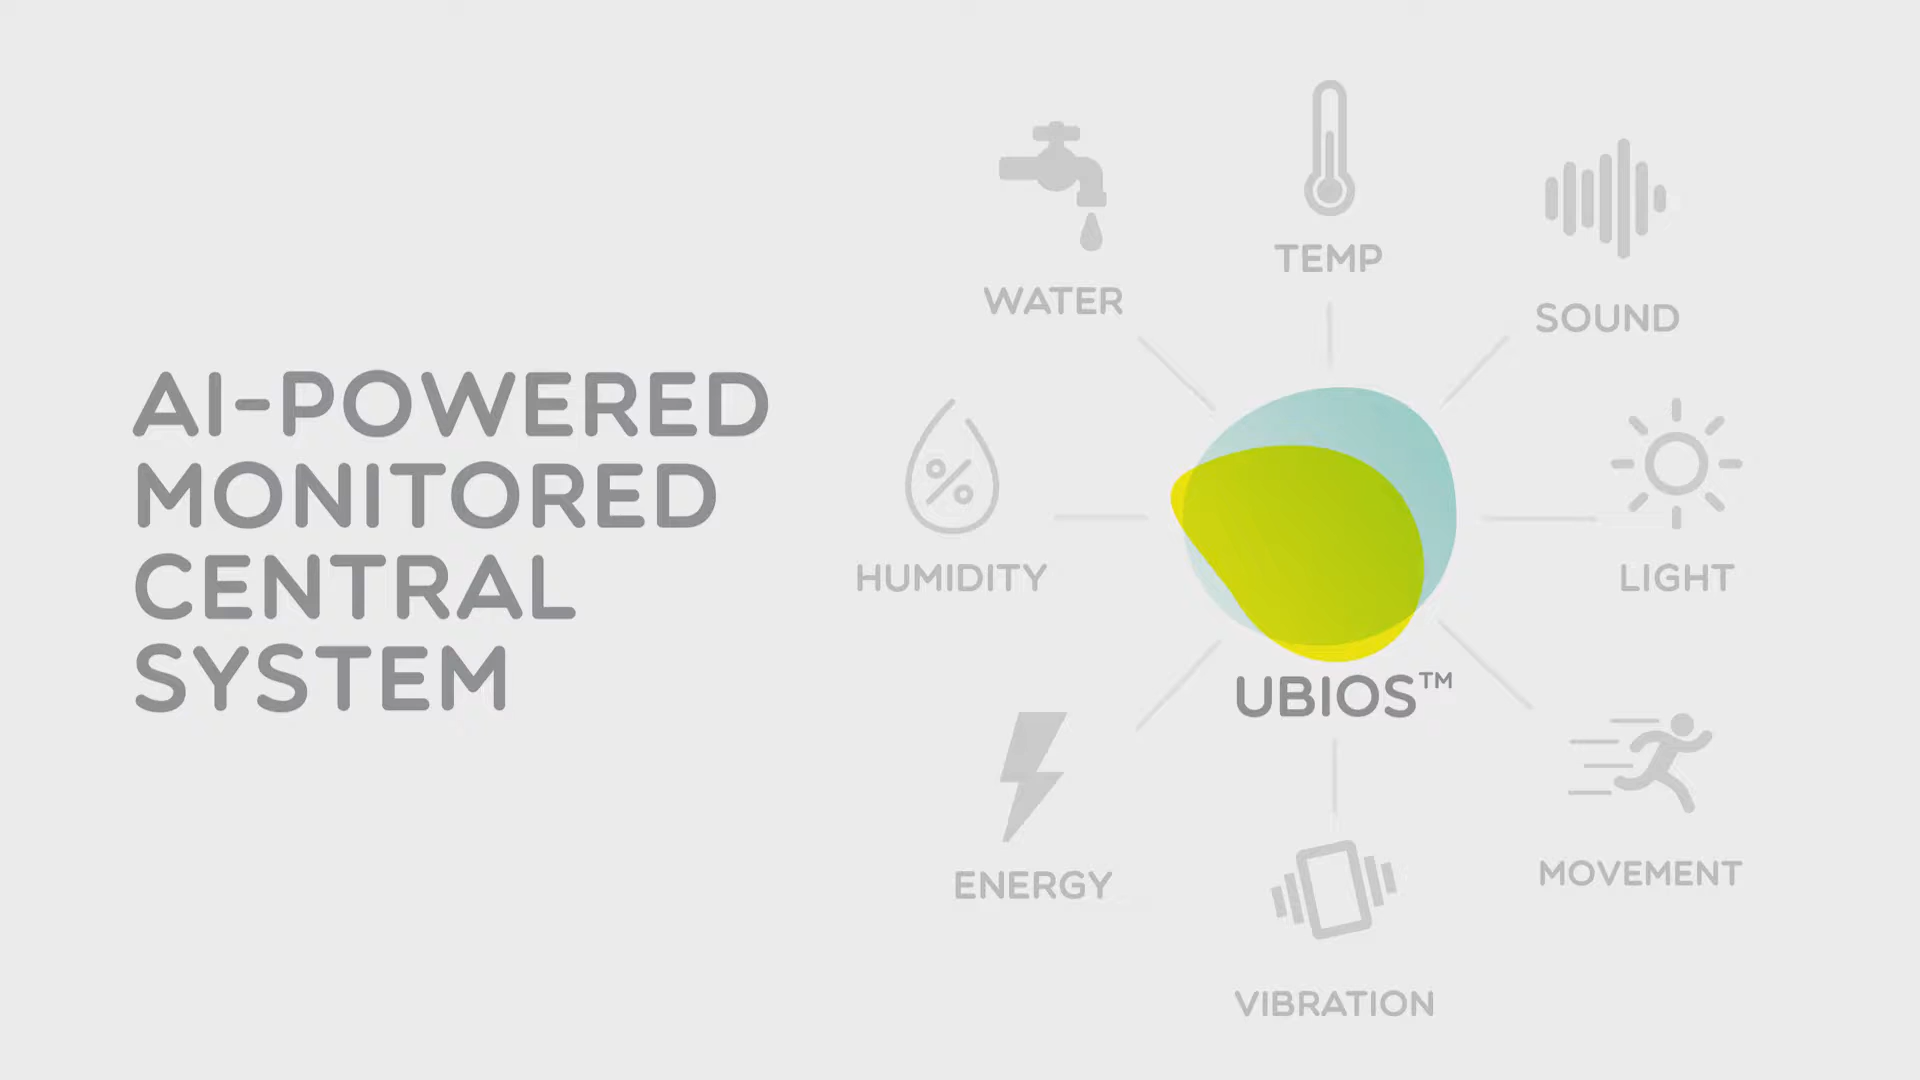 AI-POWERED
MONITORED
CENTRAL
SYSTEM
TEMP
WATER
SOUND
HUMIDITY
LIGHT
UBIOS™
ENERGY
MOVEMENT
VIBRATION